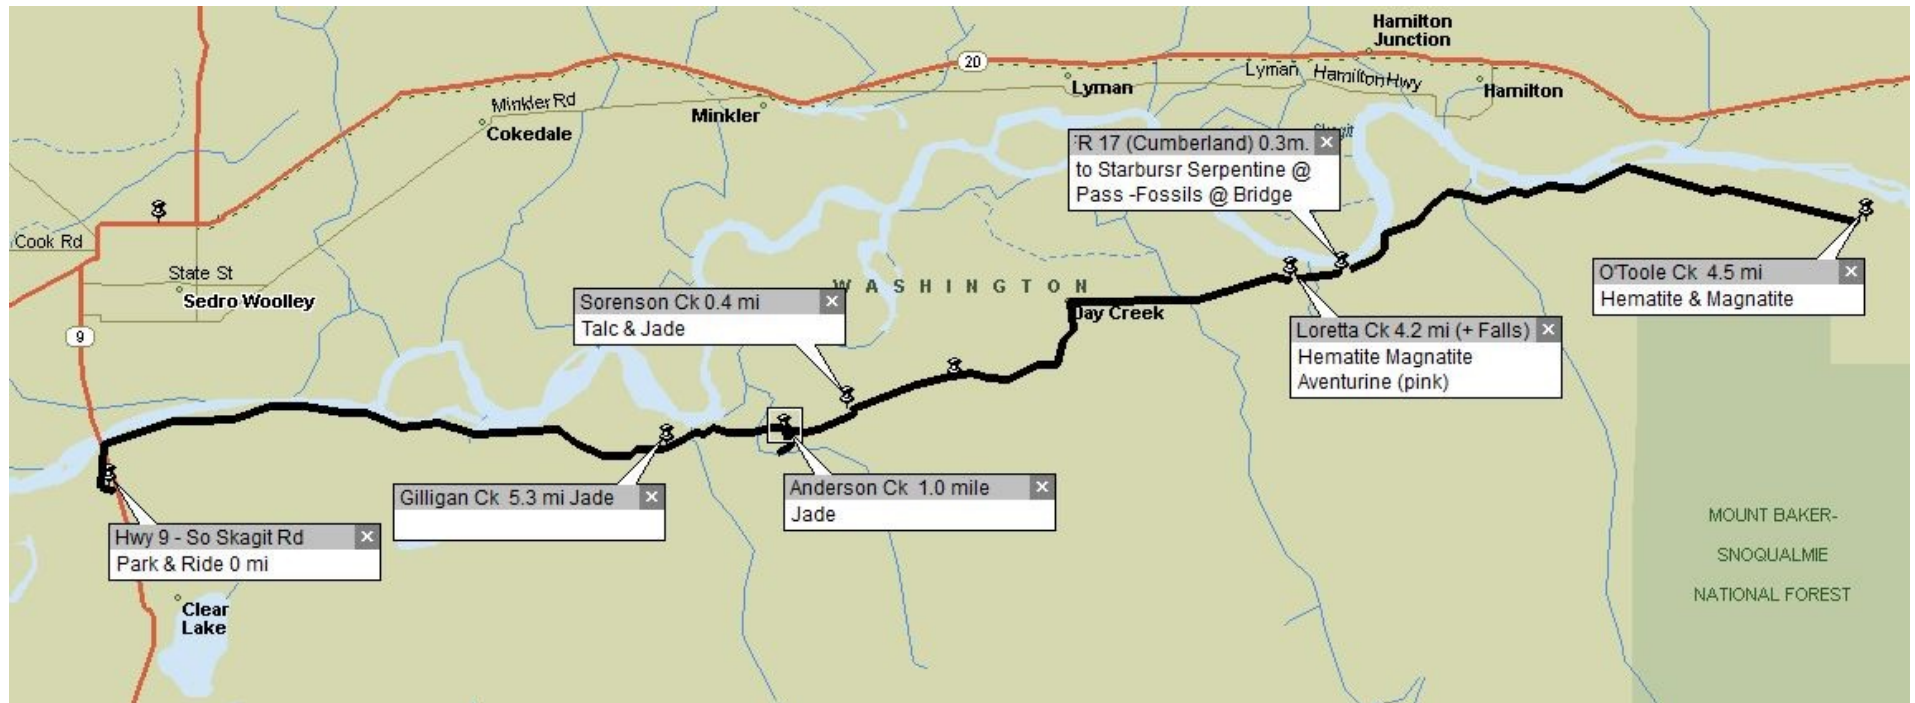 Hamilton
Junction
20
Lyman
Lyman Hamilton Hwy
Hamilton
Minkler Rd
Minkler
Cokedale
Skagit
R 17 (Cumberland) 0.3m.
to Starbursr Serpentine @
Pass -Fossils @ Bridge
Cook Rd
State St
Sedro Woolley
9
WASHINGTON
O'Toole Ck 4.5 mi
Hematite & Magnatite
Sorenson Ck 0.4 mi
Talc & Jade
Day Creek
Loretta Ck 4.2 mi (+ Falls)
Hematite Magnatite
Aventurine (pink)
Gilligan Ck 5.3 mi Jade
Anderson Ck 1.0 mile
Jade
Hwy 9 - So Skagit Rd
Park & Ride 0 mi
Clear
Lake
MOUNT BAKER-
SNOQUALMIE
NATIONAL FOREST